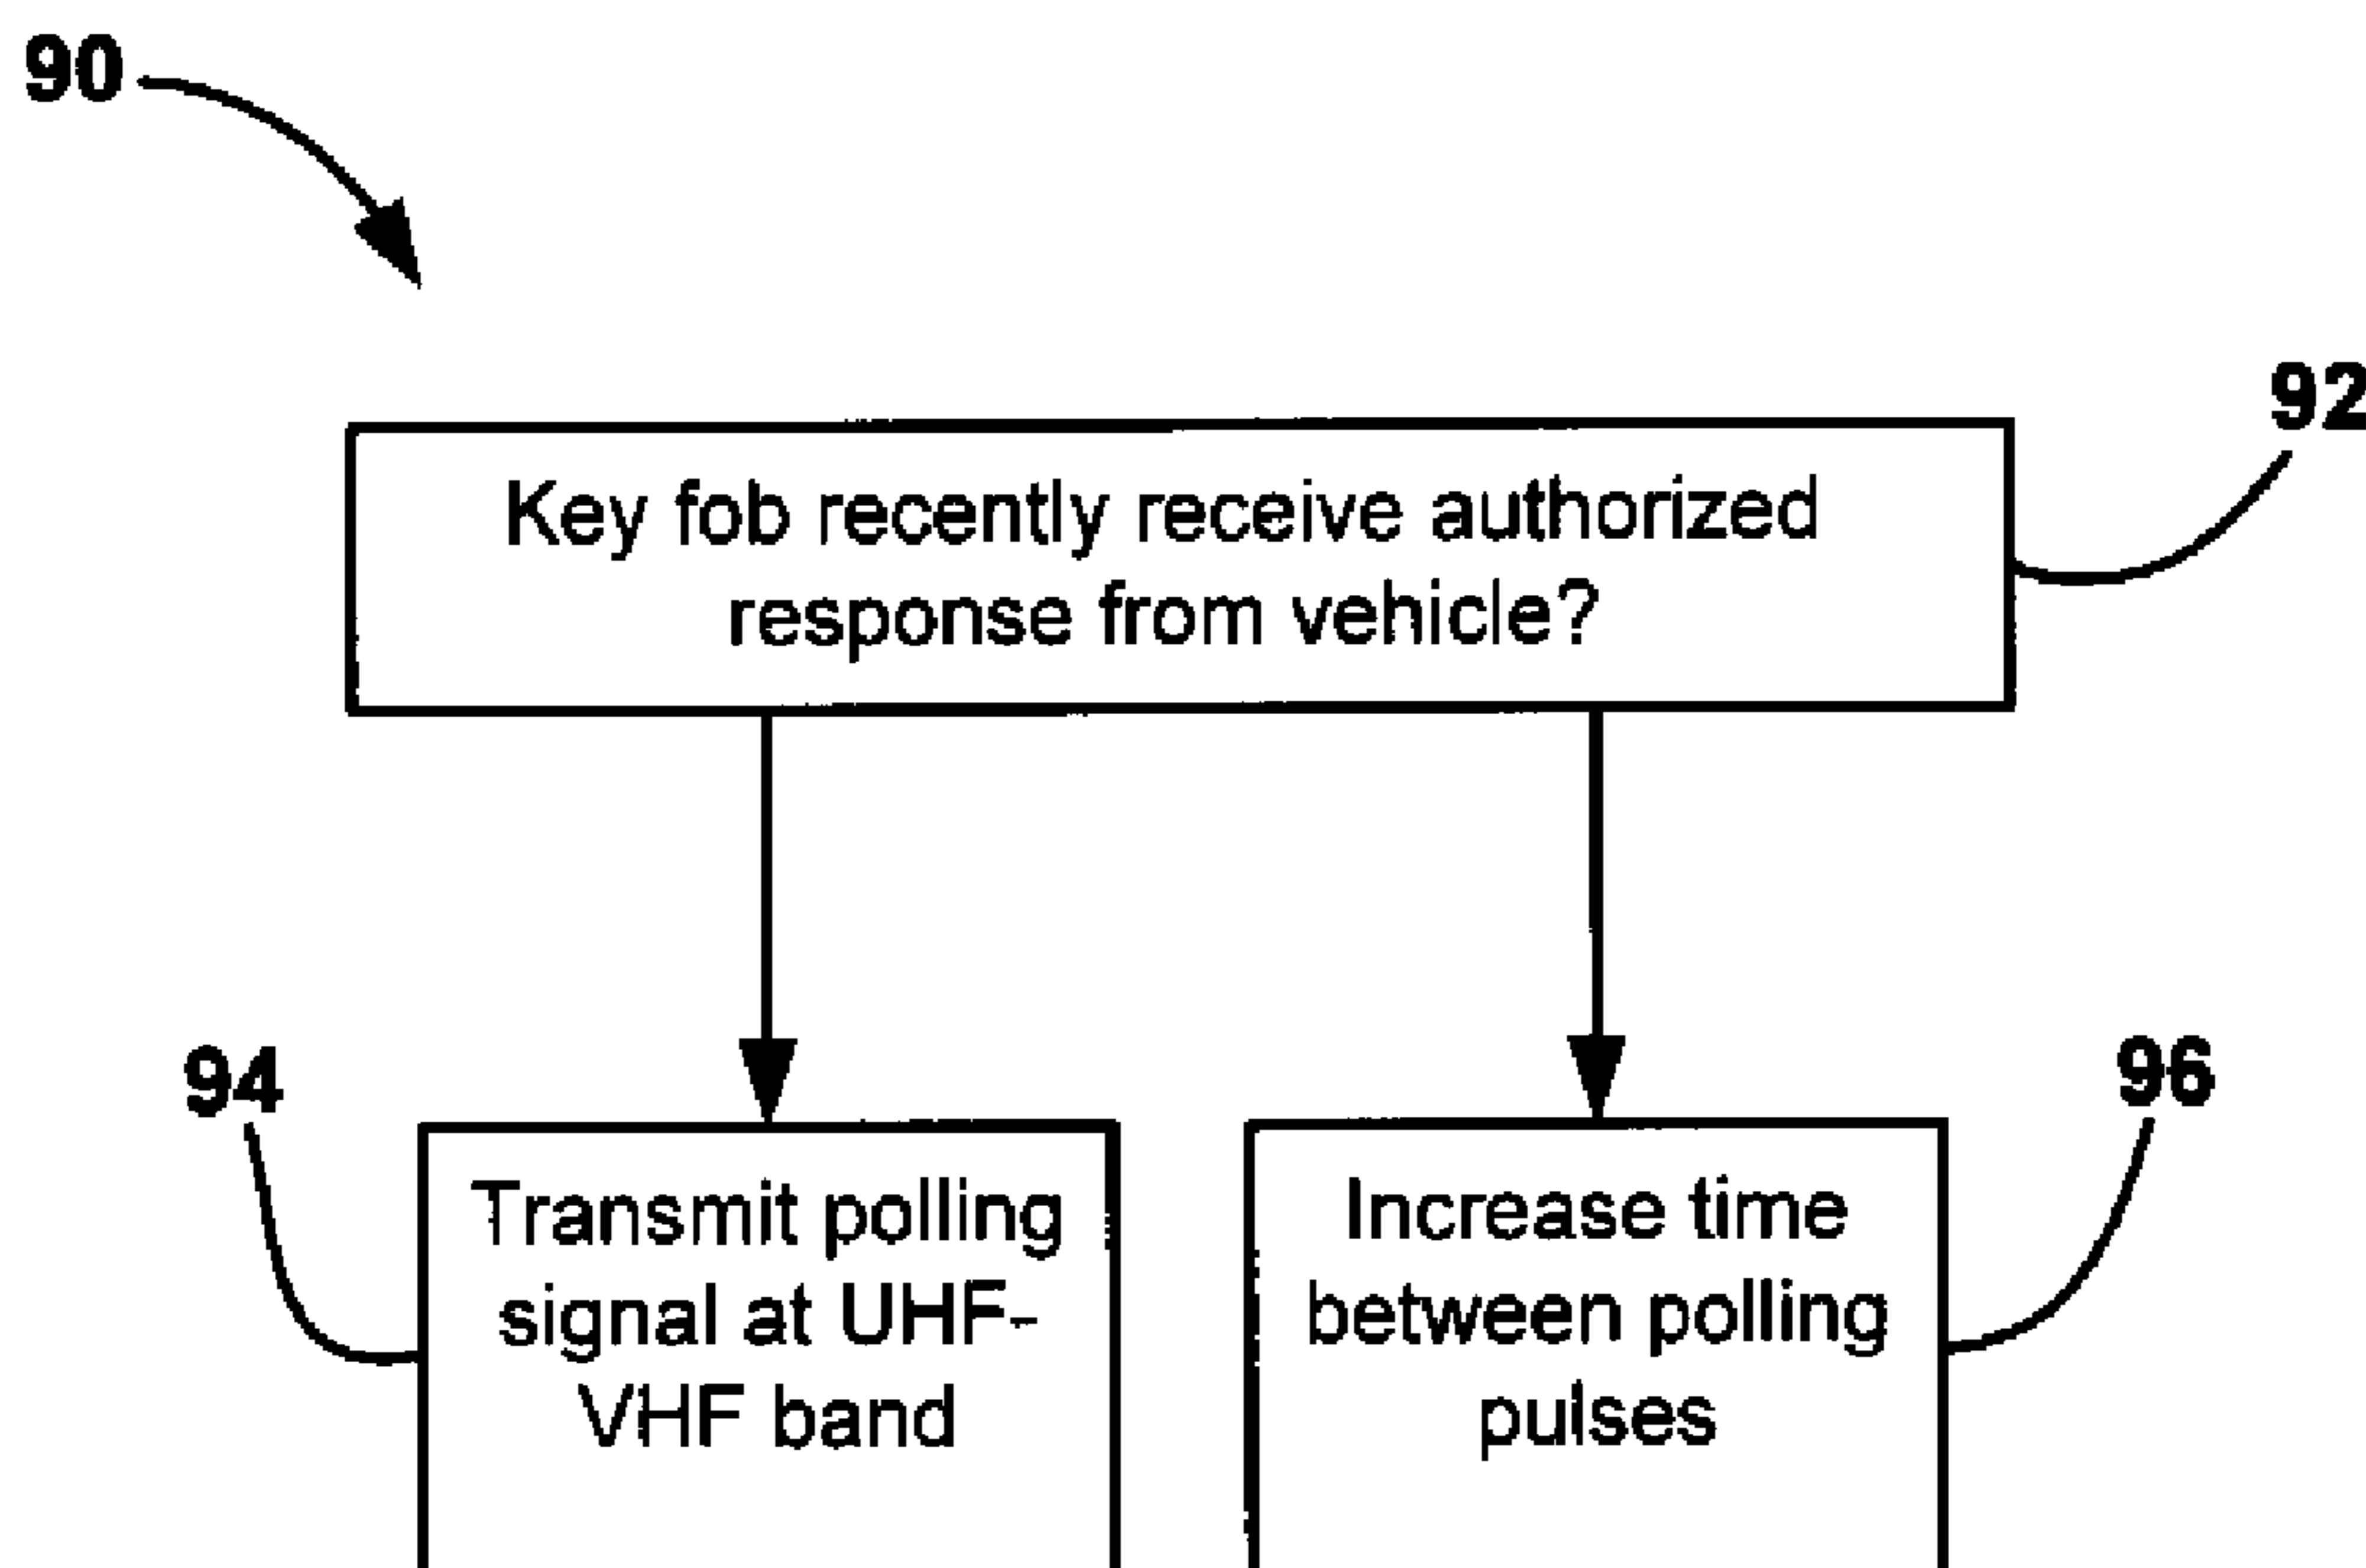 90
92
Key fob recently receive authorized
response from vehicle?
94
96
Transmit polling
signal at UHF-
VHF band
Increase time
between polling
pulses